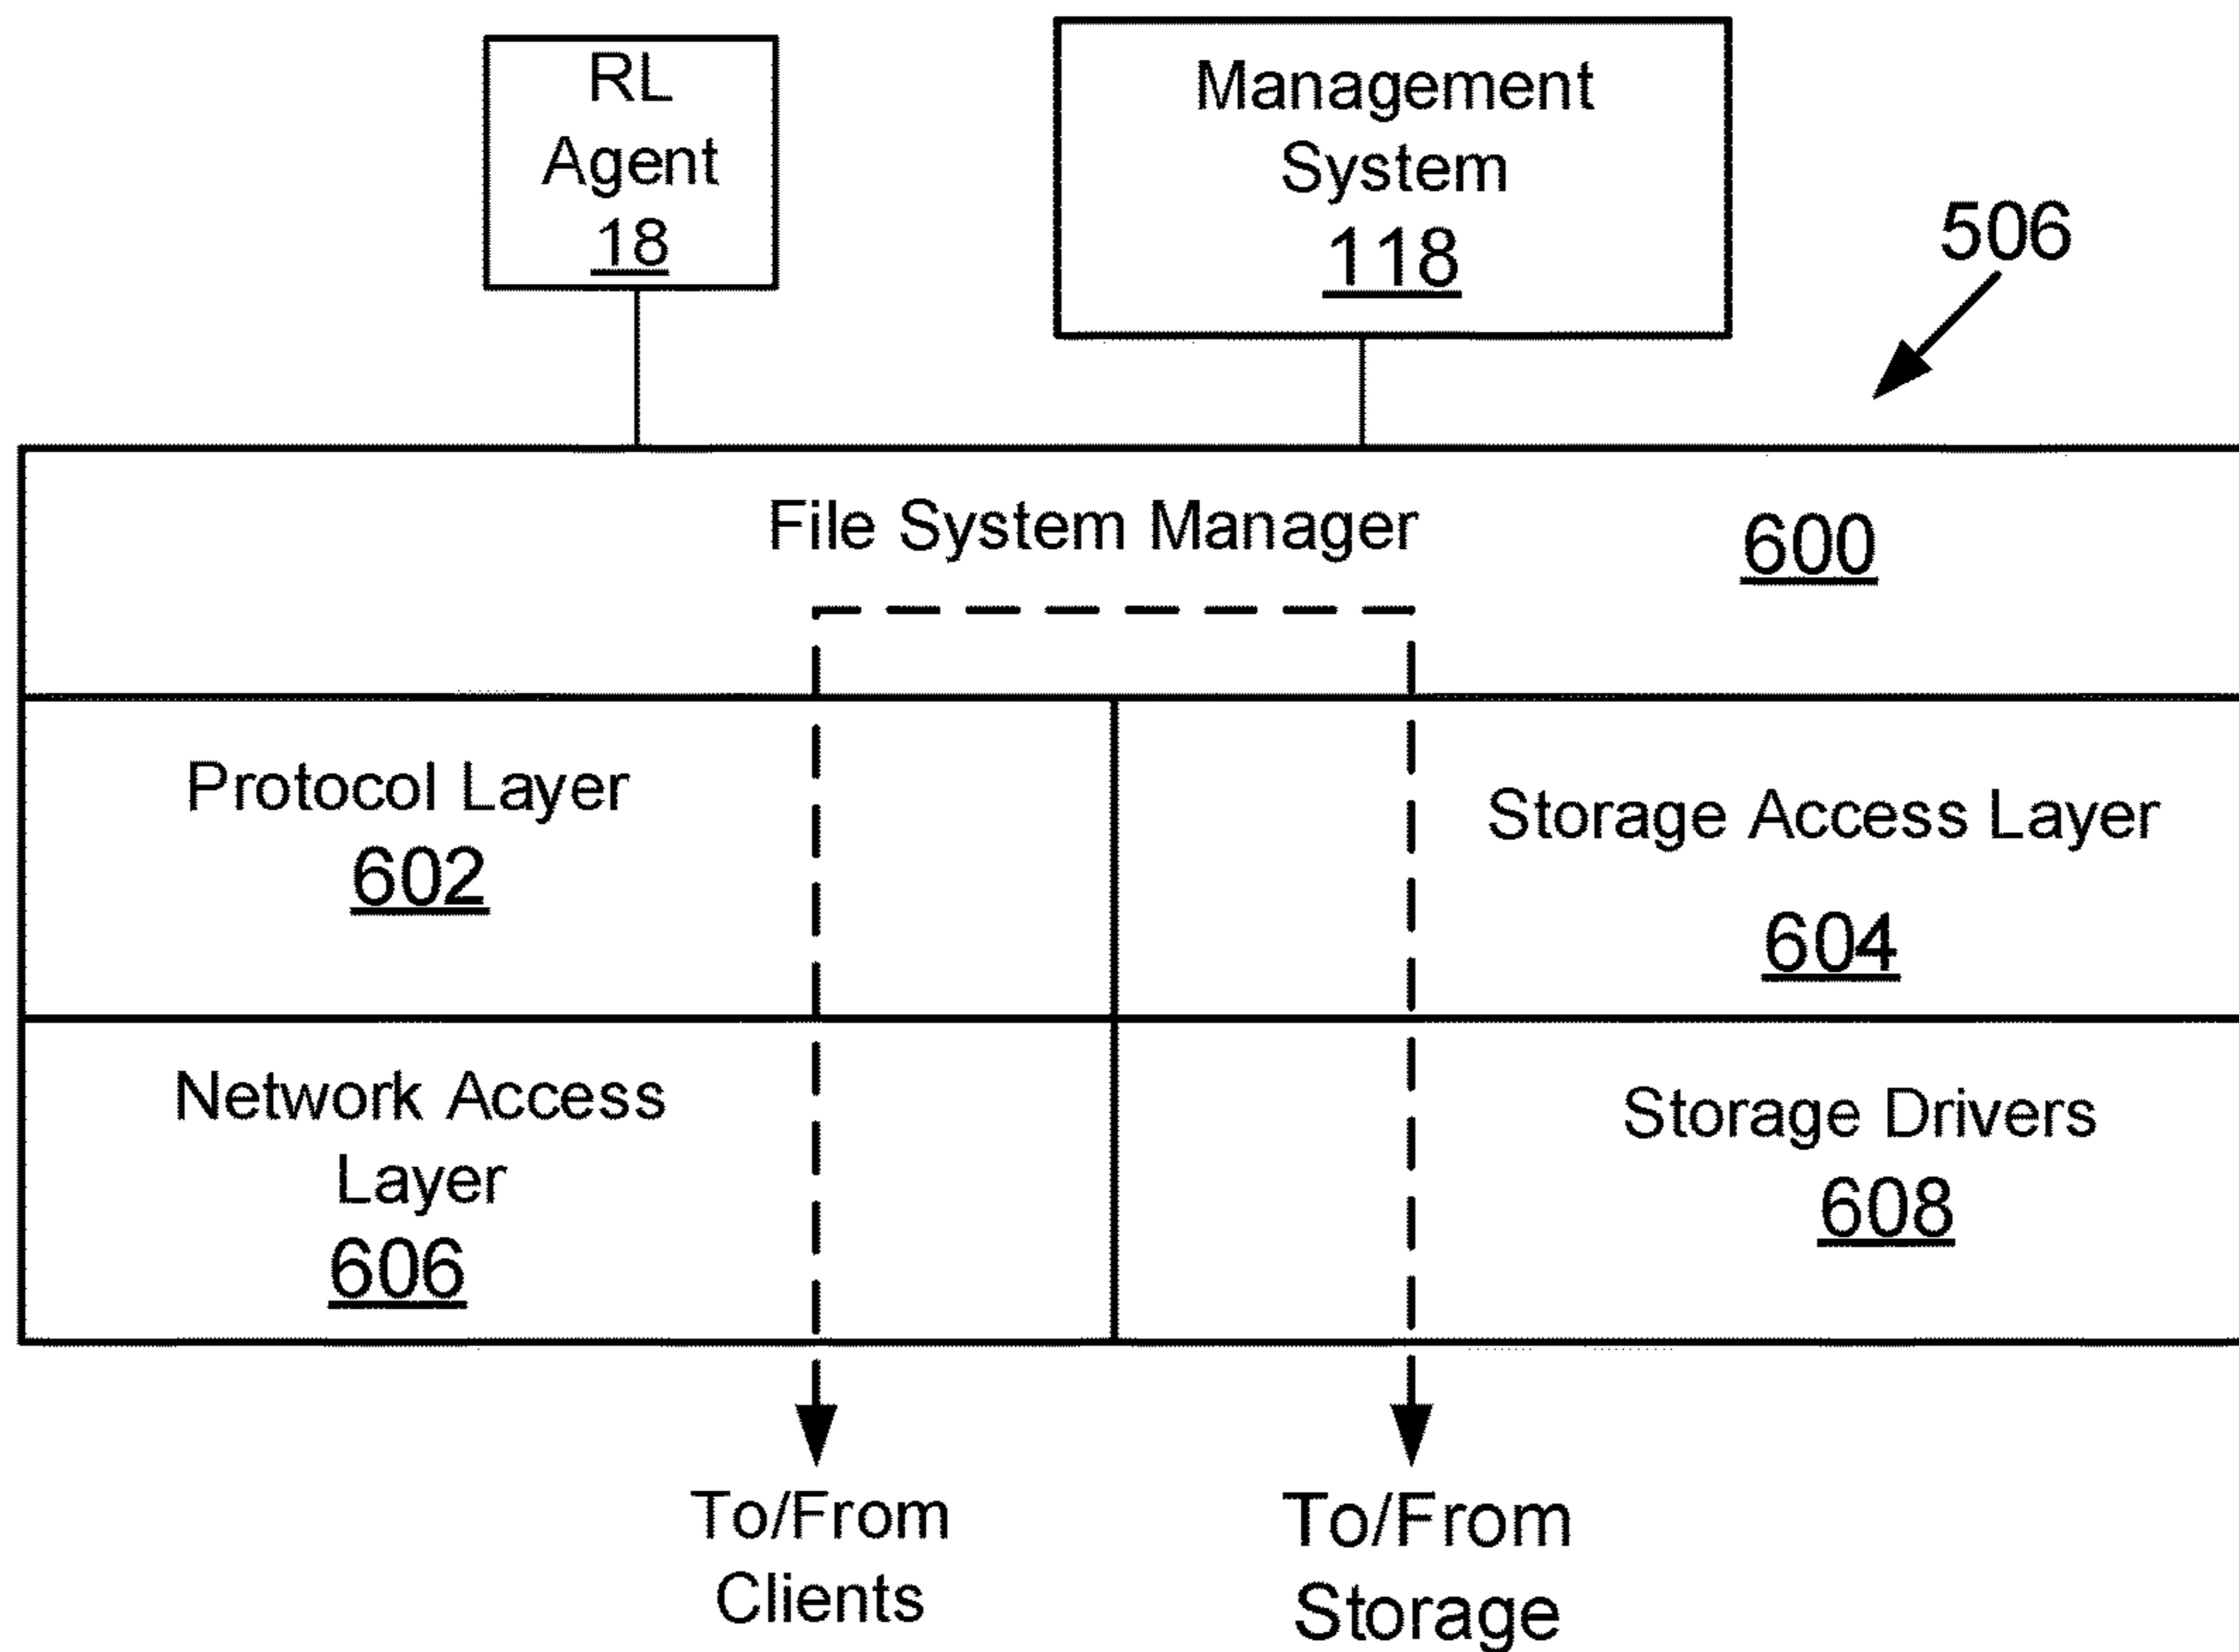 RL
Agent
18
Management
System
118
506
File System Manager
600
Protocol Layer
602
Storage Access Layer
604
Network Access
Layer
606
Storage Drivers
608
To/From
Clients
To/From
Storage